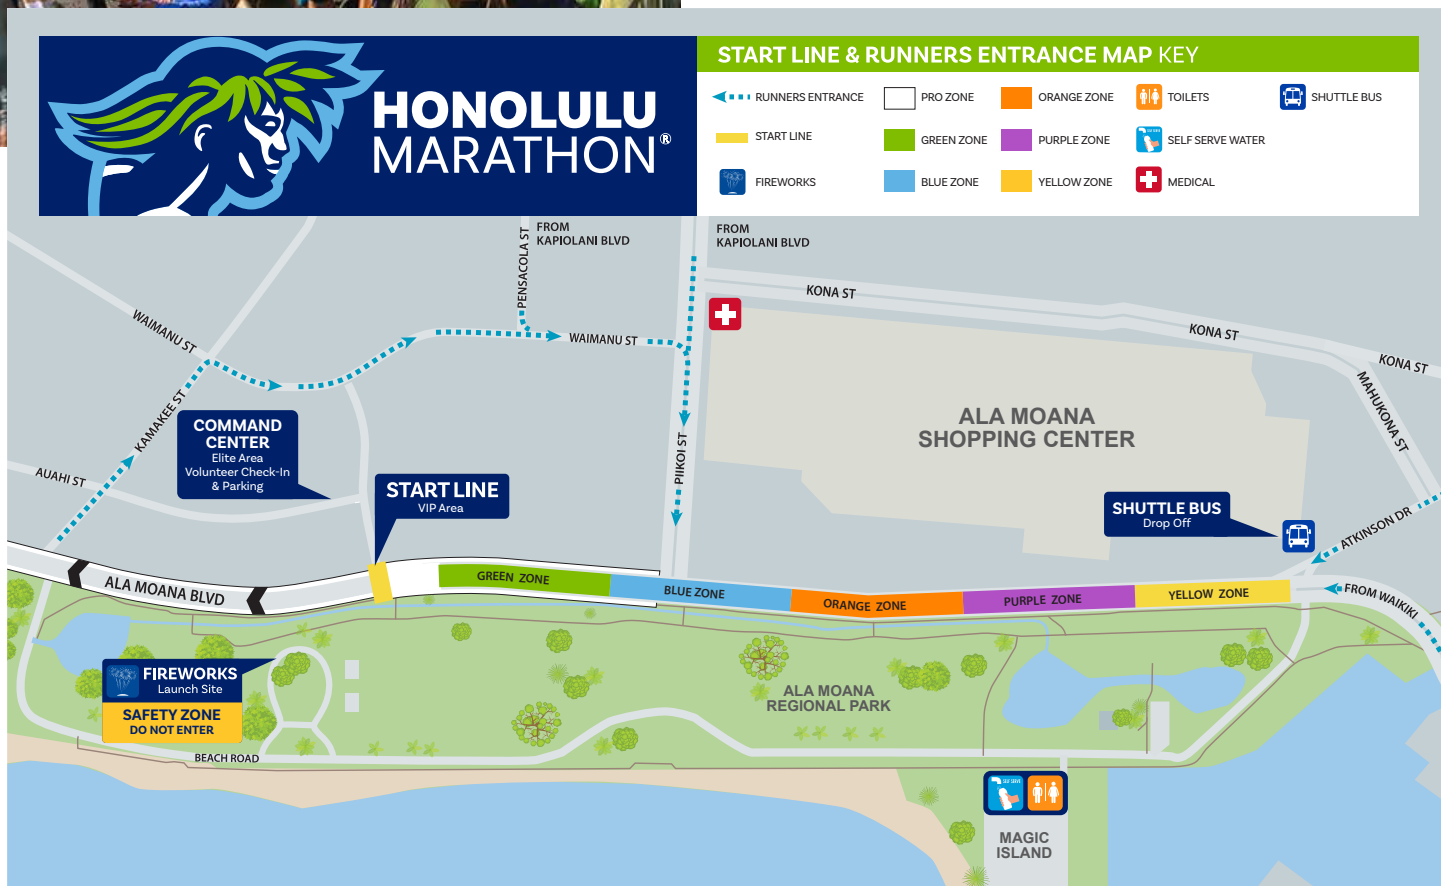 HONOLULU
MARATHON®
START LINE & RUNNERS ENTRANCE MAP KEY
RUNNERS ENTRANCE
PRO ZONE
ORANGE ZONE
TOILETS
SHUTTLE BUS
START LINE
GREEN ZONE
PURPLE ZONE
SELF SERVE WATER
FIREWORKS
BLUE ZONE
YELLOW ZONE
MEDICAL
PENSACOLA ST
FROM
KAPIOLANI BLVD
FROM
KAPIOLANI BLVD
KONA ST
KONA ST
KONA ST
WAIMANU ST
WAIMANU ST
KAMAKEE ST
MAHUKONA ST
COMMAND
CENTER
Elite Area
Volunteer Check-In
& Parking
ALA MOANA
SHOPPING CENTER
AUAHI ST
PIIKOI ST
START LINE
VIP Area
SHUTTLE BUS
Drop Off
ATKINSON DR
ALA MOANA BLVD
GREEN ZONE
BLUE ZONE
ORANGE ZONE
PURPLE ZONE
YELLOW ZONE
FROM WAIKIKI
FIREWORKS
Launch Site
SAFETY ZONE
DO NOT ENTER
ALA MOANA
REGIONAL PARK
BEACH ROAD
SELF SERVE
MAGIC
ISLAND